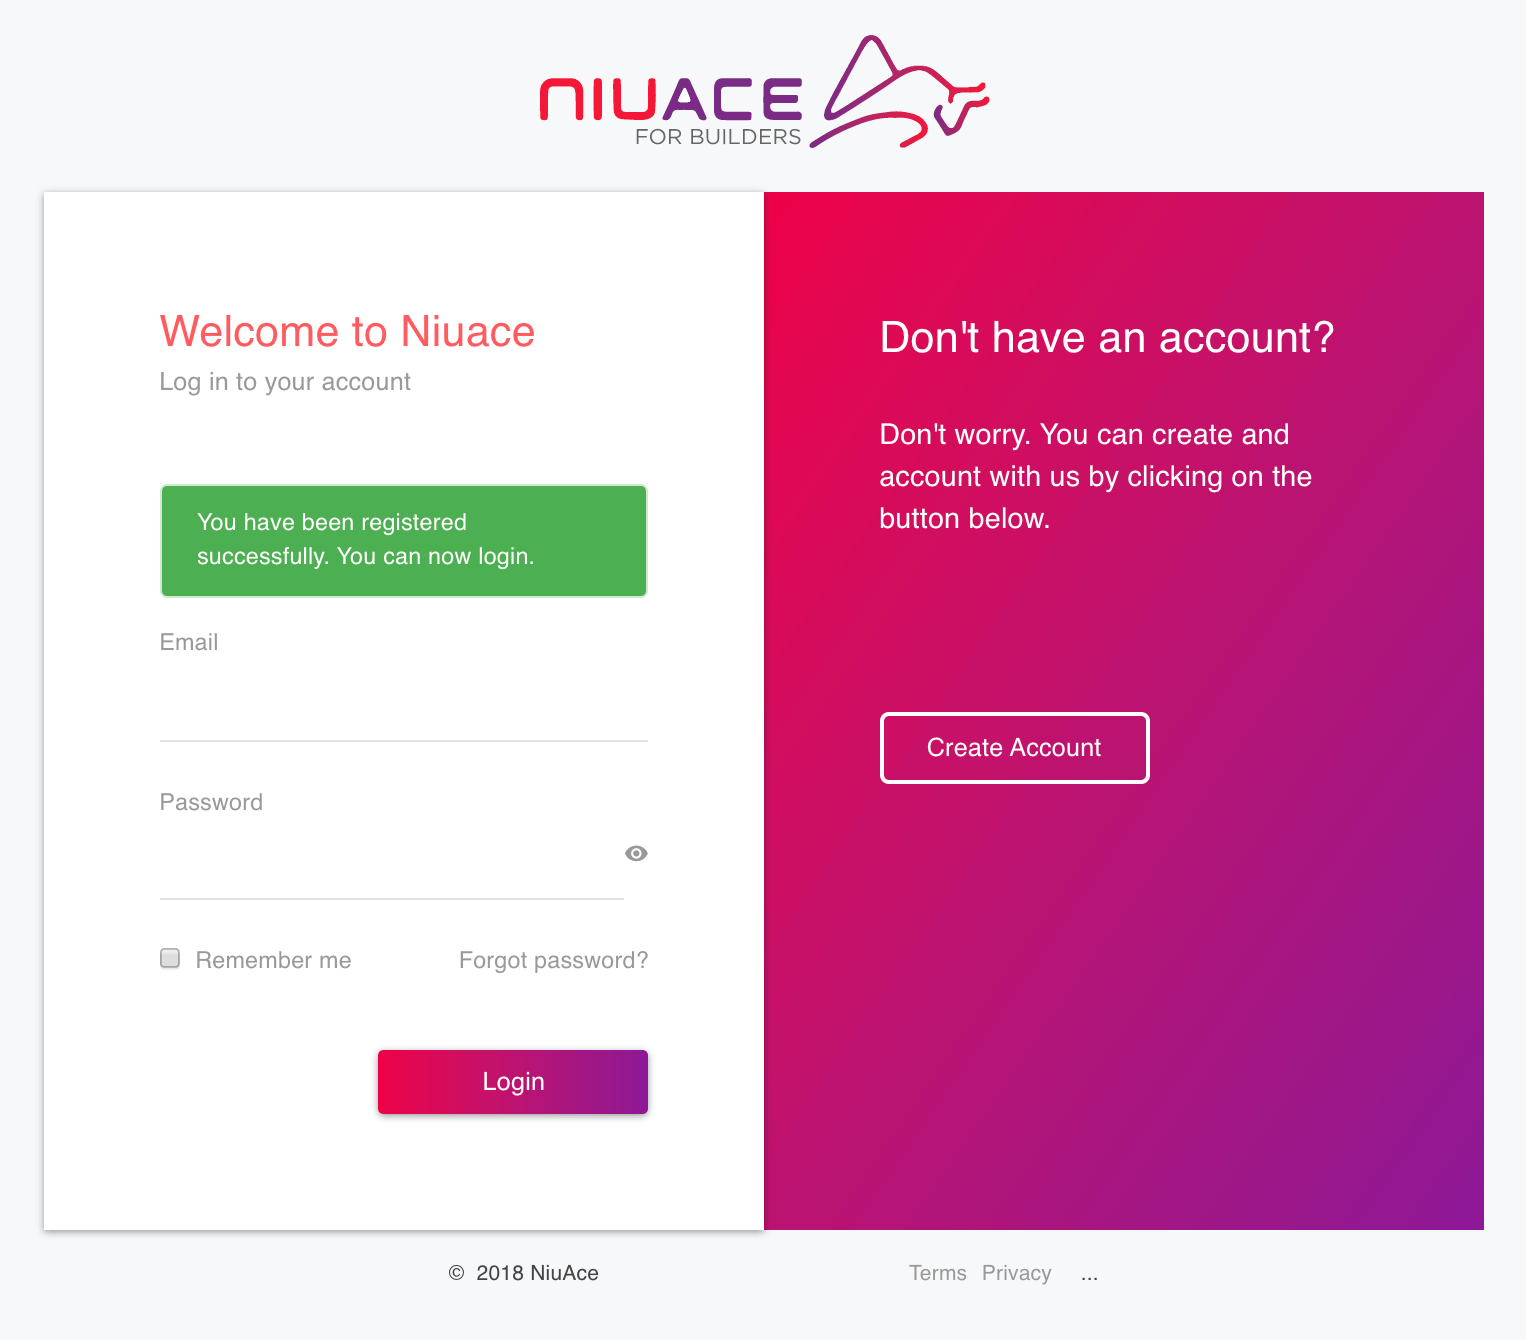 NIUACE
FOR BUILDERS
Welcome to Niuace
Log in to your account
You have been registered
successfully. You can now login.
Email
Password
Remember me
Forgot password?
Login
Don't have an account?
Don't worry. You can create and
account with us by clicking on the
button below.
Create Account
© 2018 NiuAce
Terms Privacy ...